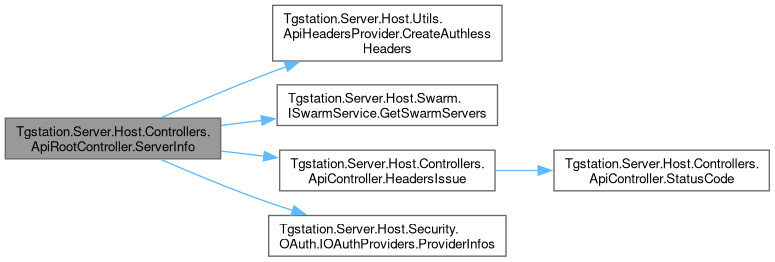 Tgstation.Server.Host.Controllers.
ApiRootController.ServerInfo
Tgstation.Server.Host.Utils.
ApiHeadersProvider.CreateAuthless
Headers
Tgstation.Server.Host.Swarm.
ISwarmService.GetSwarmServers
Tgstation.Server.Host.Controllers.
ApiController.HeadersIssue
Tgstation.Server.Host.Controllers.
ApiController.StatusCode
Tgstation.Server.Host.Security.
OAuth.IOAuthProviders.ProviderInfos